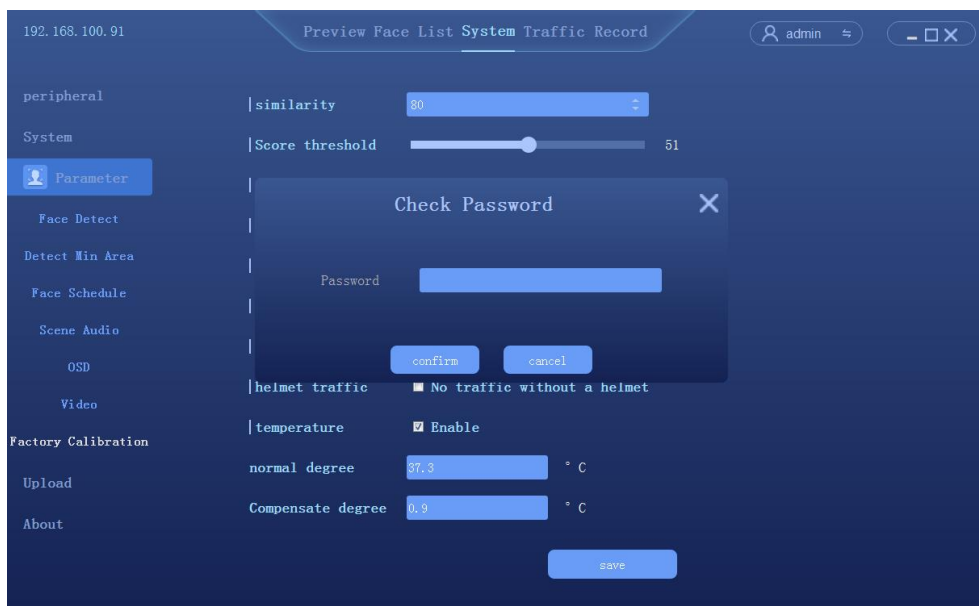 192.168.100.91
Preview Face List System Traffic Record
admin
peripheral
System
Parameter
Face Detect
Detect Min Area
Face Schedule
Scene Audio
OSD
Video
Factory Calibration
Upload
About
similarity 80
Score threshold 51
Check Password
Password
confirm cancel
helmet traffic No traffic without a helmet
temperature Enable
normal degree 37.3 ° C
Compensate degree 0.9 ° C
save